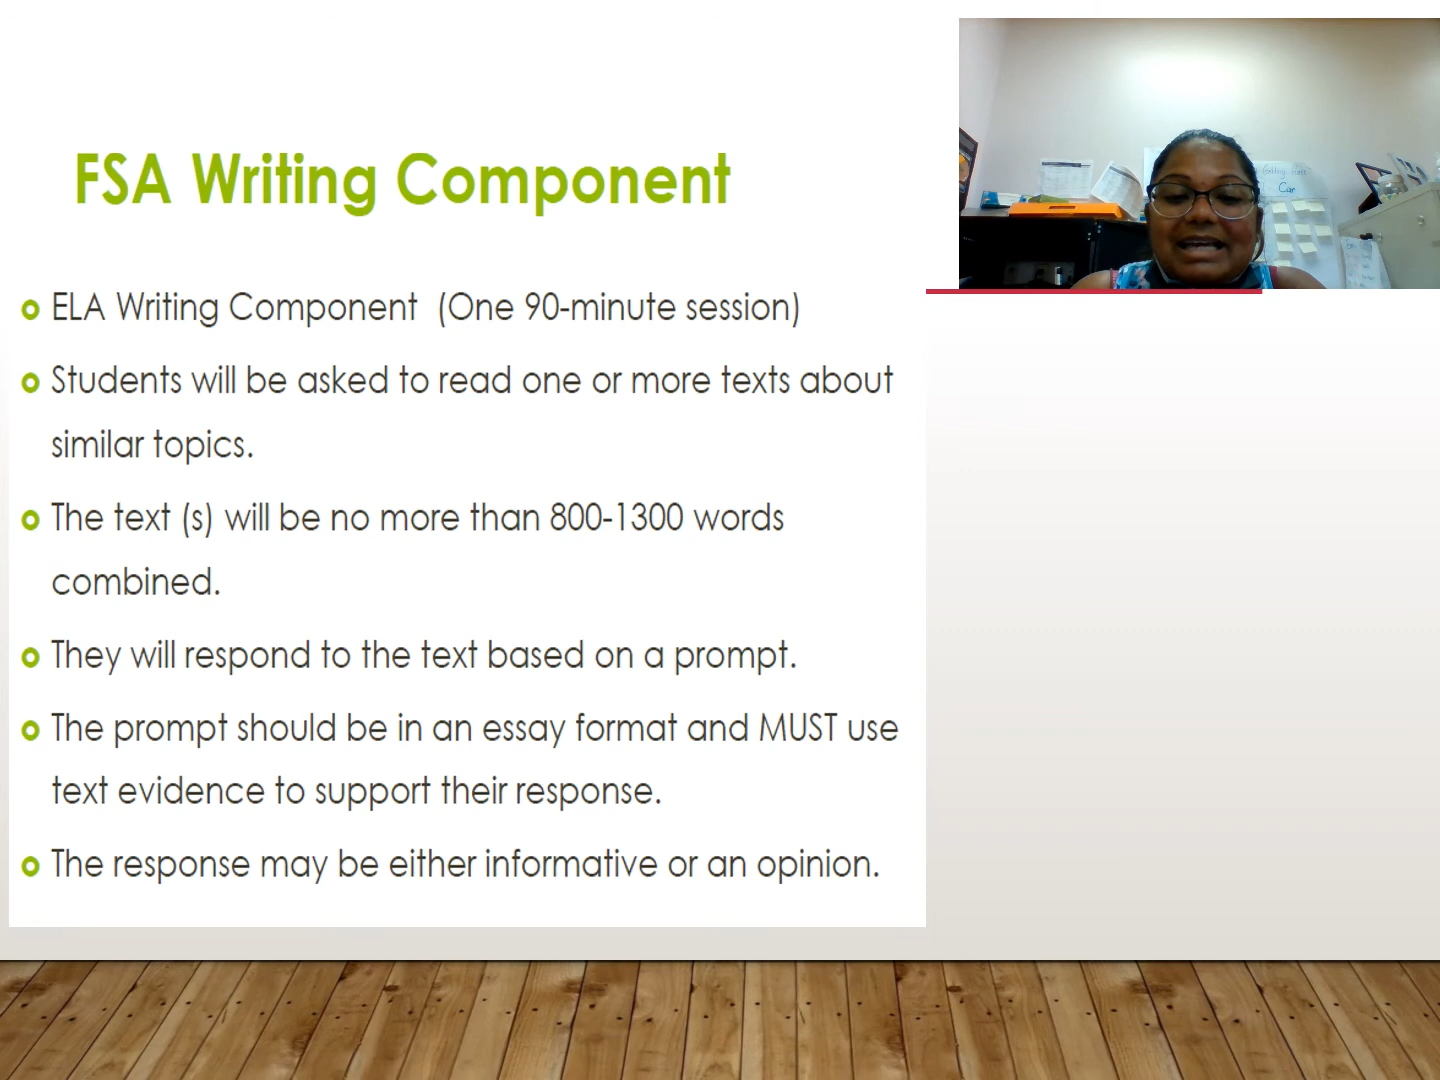 FSA Writing Component
ELA Writing Component (One 90-minute session)
Students will be asked to read one or more texts about
similar topics.
The text (s) will be no more than 800-1300 words
combined.
They will respond to the text based on a prompt.
The prompt should be in an essay format and MUST use
text evidence to support their response.
The response may be either informative or an opinion.